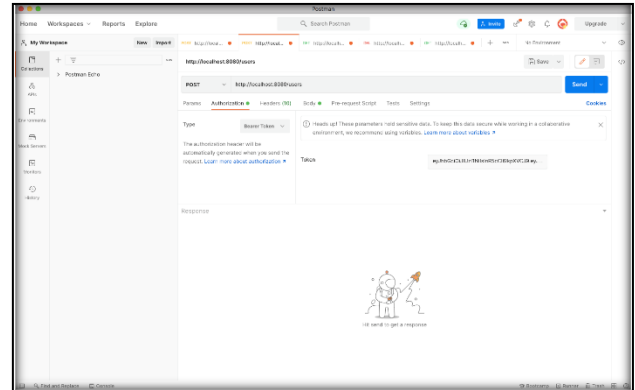 Postman
Home Workspaces Reports Explore Search Postman Invite Upgrade
My Workspace New Import No Environment
Collections
Postman Echo
APIs
Environments
Mock Servers
Monitors
History
http://localhost:8080/users Save
POST http://localhost:8080/users Send
Params Authorization Headers Body Pre-request Script Tests Settings Cookies
Type Bearer Token
Heads up! These parameters hold sensitive data. To keep this data secure while working in a collaborative
environment, we recommend using variables. Learn more about variables
The authorization header will be
automatically generated when you send the
request. Learn more about authorization
Token
Response
Hit send to get a response
Find and Replace Console Bootcamp Runner Trash